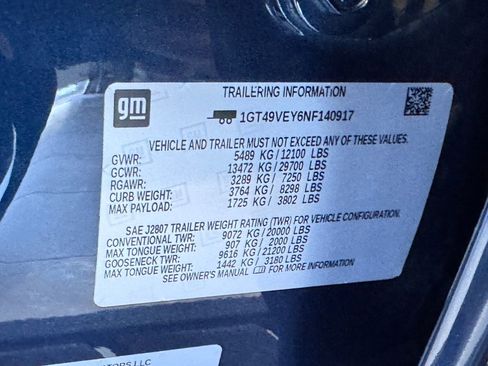 TRAILERING INFORMATION
gm
1GT49VEY6NF140917
VEHICLE AND TRAILER MUST NOT EXCEED ANY OF THESE VALUES:
GVWR: 5489 KG / 12100 LBS
GCWR: 13472 KG / 29700 LBS
RGAWR: 3289 KG / 7250 LBS
CURB WEIGHT: 3764 KG / 8298 LBS
MAX PAYLOAD: 1725 KG / 3802 LBS
SAE J2807 TRAILER WEIGHT RATING (TWR) FOR VEHICLE CONFIGURATION.
CONVENTIONAL TWR: 9072 KG / 20000 LBS
MAX TONGUE WEIGHT: 907 KG / 2000 LBS
GOOSENECK TWR: 9616 KG / 21200 LBS
MAX TONGUE WEIGHT: 1442 KG / 3180 LBS
SEE OWNER'S MANUAL FOR MORE INFORMATION
LLC